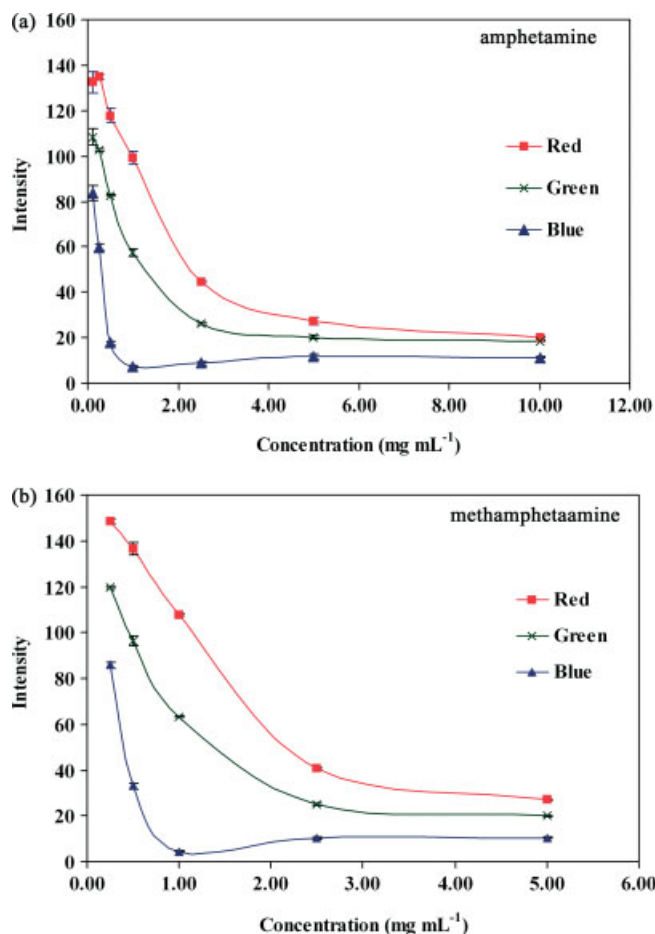 (a)
amphetamine
160
140
120
100
80
60
40
20
0
Intensity
Red
Green
Blue
0.00 2.00 4.00 6.00 8.00 10.00 12.00
Concentration (mg mL⁻¹)
(b)
methamphetaamine
160
140
120
100
80
60
40
20
0
Intensity
Red
Green
Blue
0.00 1.00 2.00 3.00 4.00 5.00 6.00
Concentration (mg mL⁻¹)